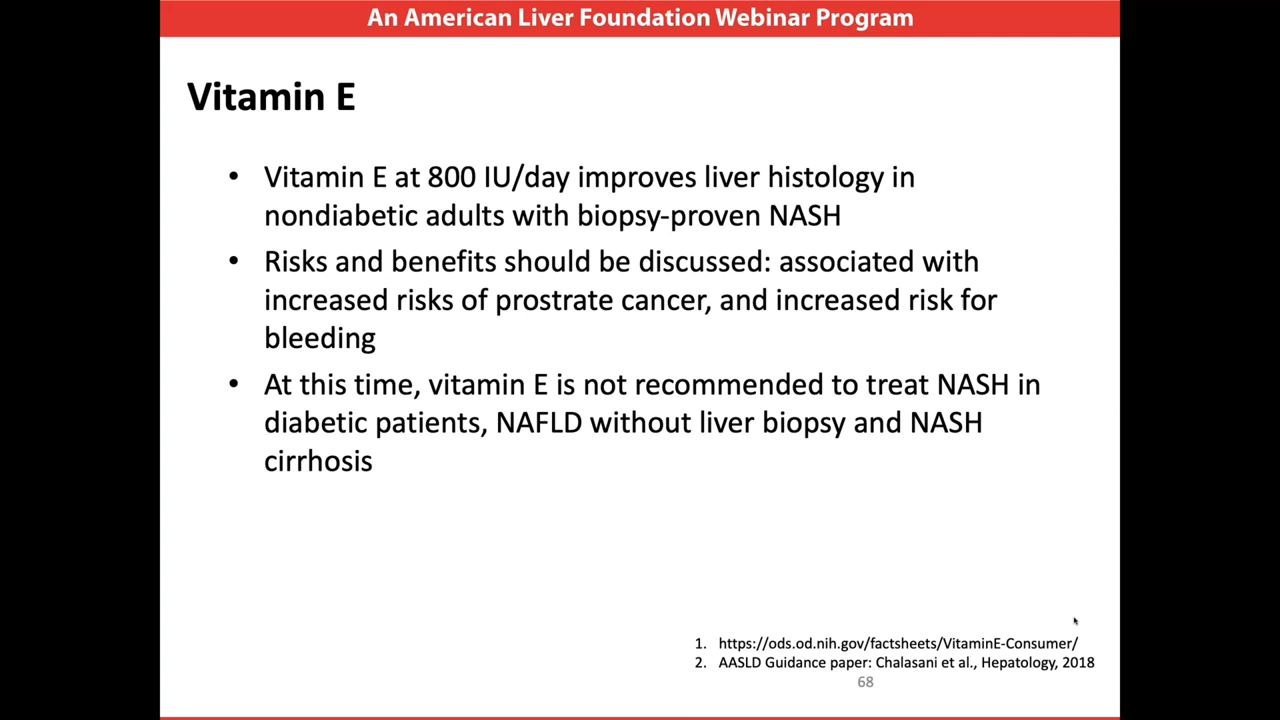 An American Liver Foundation Webinar Program
Vitamin E
• Vitamin E at 800 IU/day improves liver histology in
nondiabetic adults with biopsy-proven NASH
• Risks and benefits should be discussed: associated with
increased risks of prostrate cancer, and increased risk for
bleeding
• At this time, vitamin E is not recommended to treat NASH in
diabetic patients, NAFLD without liver biopsy and NASH
cirrhosis
1. https://ods.od.nih.gov/factsheets/VitaminE-Consumer/
2. AASLD Guidance paper: Chalasani et al., Hepatology, 2018
68